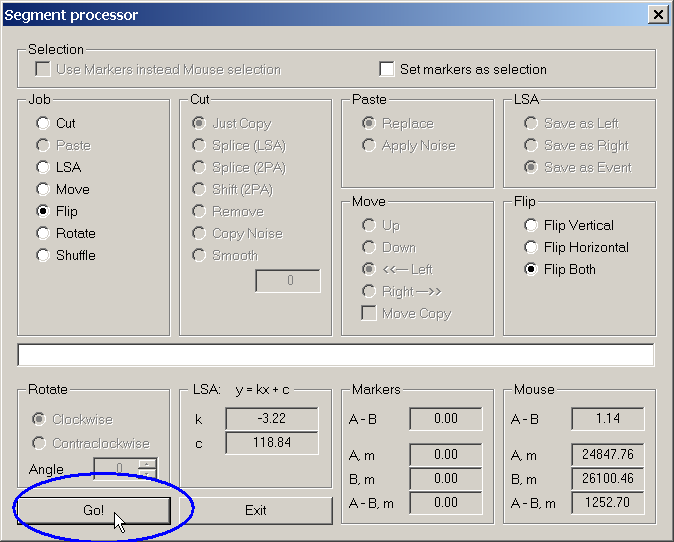 Segment processor
Selection
Use Markers instead Mouse selection
Set markers as selection
Job
Cut
Paste
LSA
Move
Flip
Rotate
Shuffle
Cut
Just Copy
Splice (LSA)
Splice (2PA)
Shift (2PA)
Remove
Copy Noise
Smooth
0
Paste
Replace
Apply Noise
LSA
Save as Left
Save as Right
Save as Event
Move
Up
Down
<<--- Left
Right --->>
Move Copy
Flip
Flip Vertical
Flip Horizontal
Flip Both
Rotate
Clockwise
Contraclockwise
Angle 0
LSA: y = kx + c
k -3.22
c 118.84
Markers
A - B 0.00
A, m 0.00
B, m 0.00
A - B, m 0.00
Mouse
A - B 1.14
A, m 24847.76
B, m 26100.46
A - B, m 1252.70
Go!
Exit